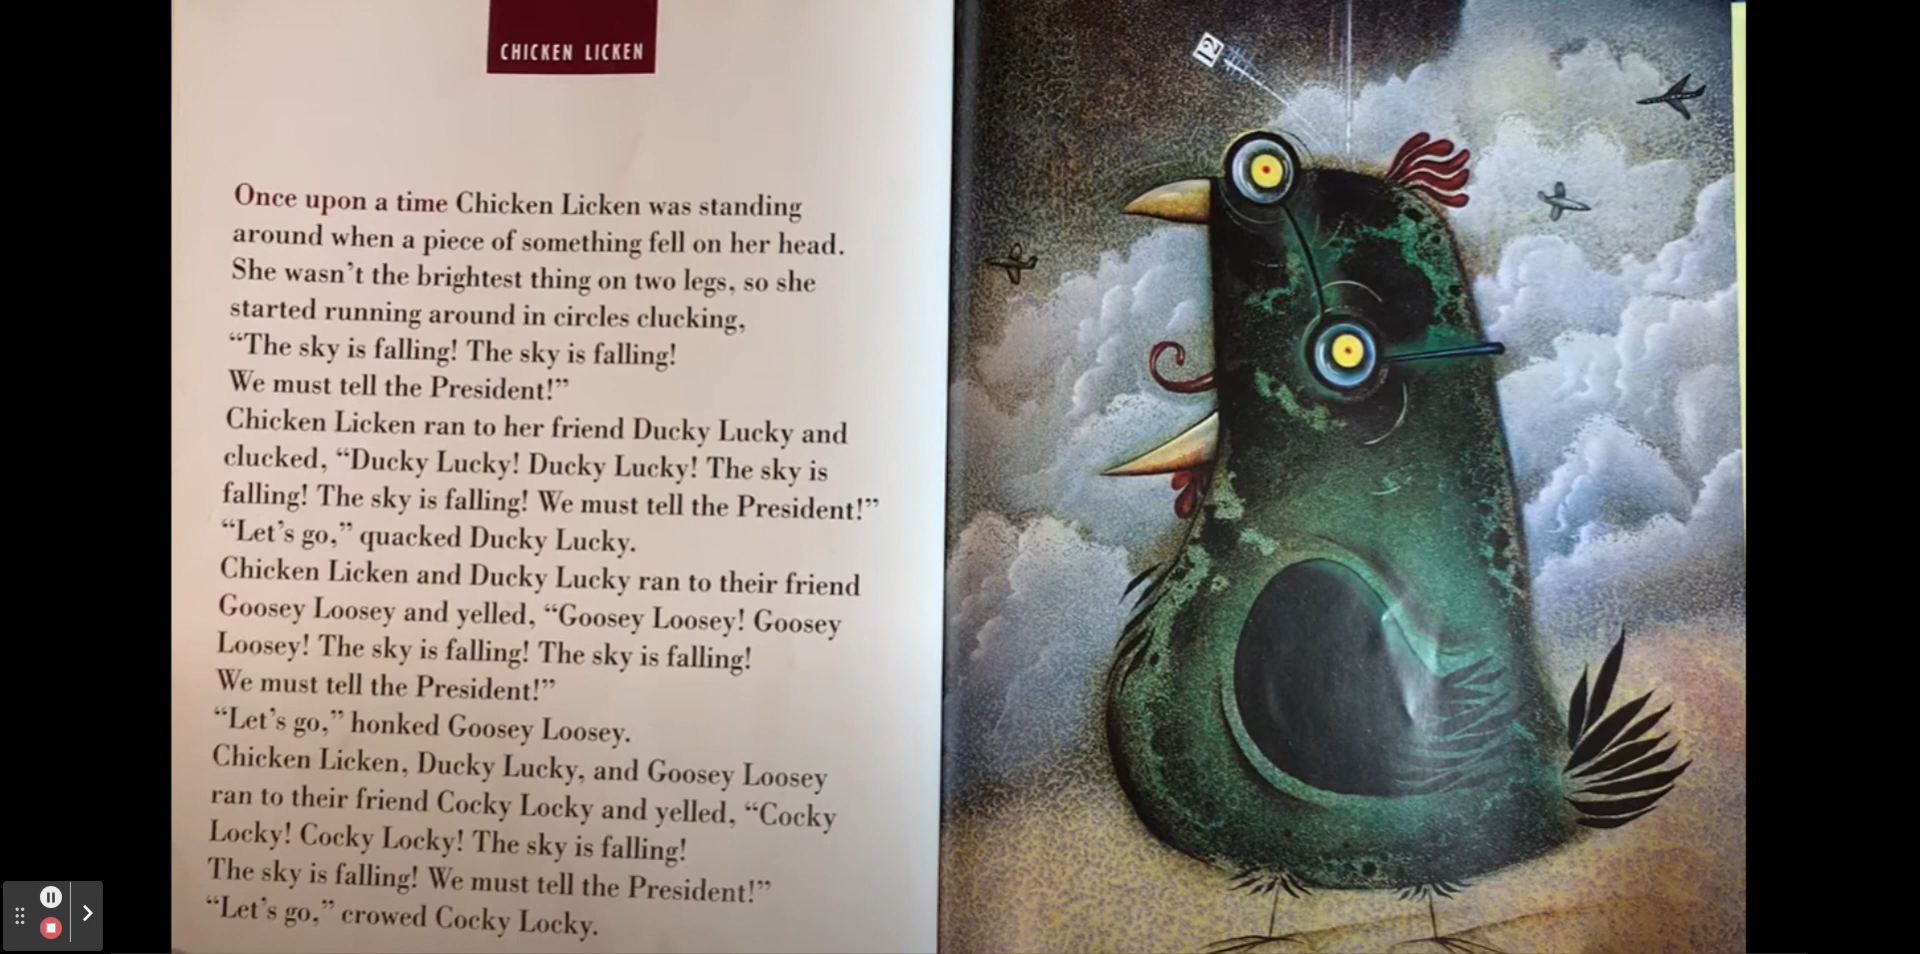 CHICKEN LICKEN
Once upon a time Chicken Licken was standing
around when a piece of something fell on her head.
She wasn’t the brightest thing on two legs, so she
started running around in circles clucking,
“The sky is falling! The sky is falling!
We must tell the President!”
Chicken Licken ran to her friend Ducky Lucky and
clucked, “Ducky Lucky! Ducky Lucky! The sky is
falling! The sky is falling! We must tell the President!”
“Let’s go,” quacked Ducky Lucky.
Chicken Licken and Ducky Lucky ran to their friend
Goosey Loosey and yelled, “Goosey Loosey! Goosey
Loosey! The sky is falling! The sky is falling!
We must tell the President!”
“Let’s go,” honked Goosey Loosey.
Chicken Licken, Ducky Lucky, and Goosey Loosey
ran to their friend Cocky Locky and yelled, “Cocky
Locky! Cocky Locky! The sky is falling!
The sky is falling! We must tell the President!”
“Let’s go,” crowed Cocky Locky.
12